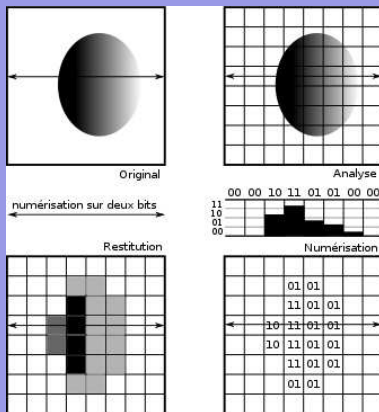 Original
Analyse
numérisation sur deux bits
00 00 10 11 01 01 00 00
11
10
01
00
Restitution
Numérisation
01 01
11 01 01
10 11 01 01
10 11 01 01
11 01 01
01 01